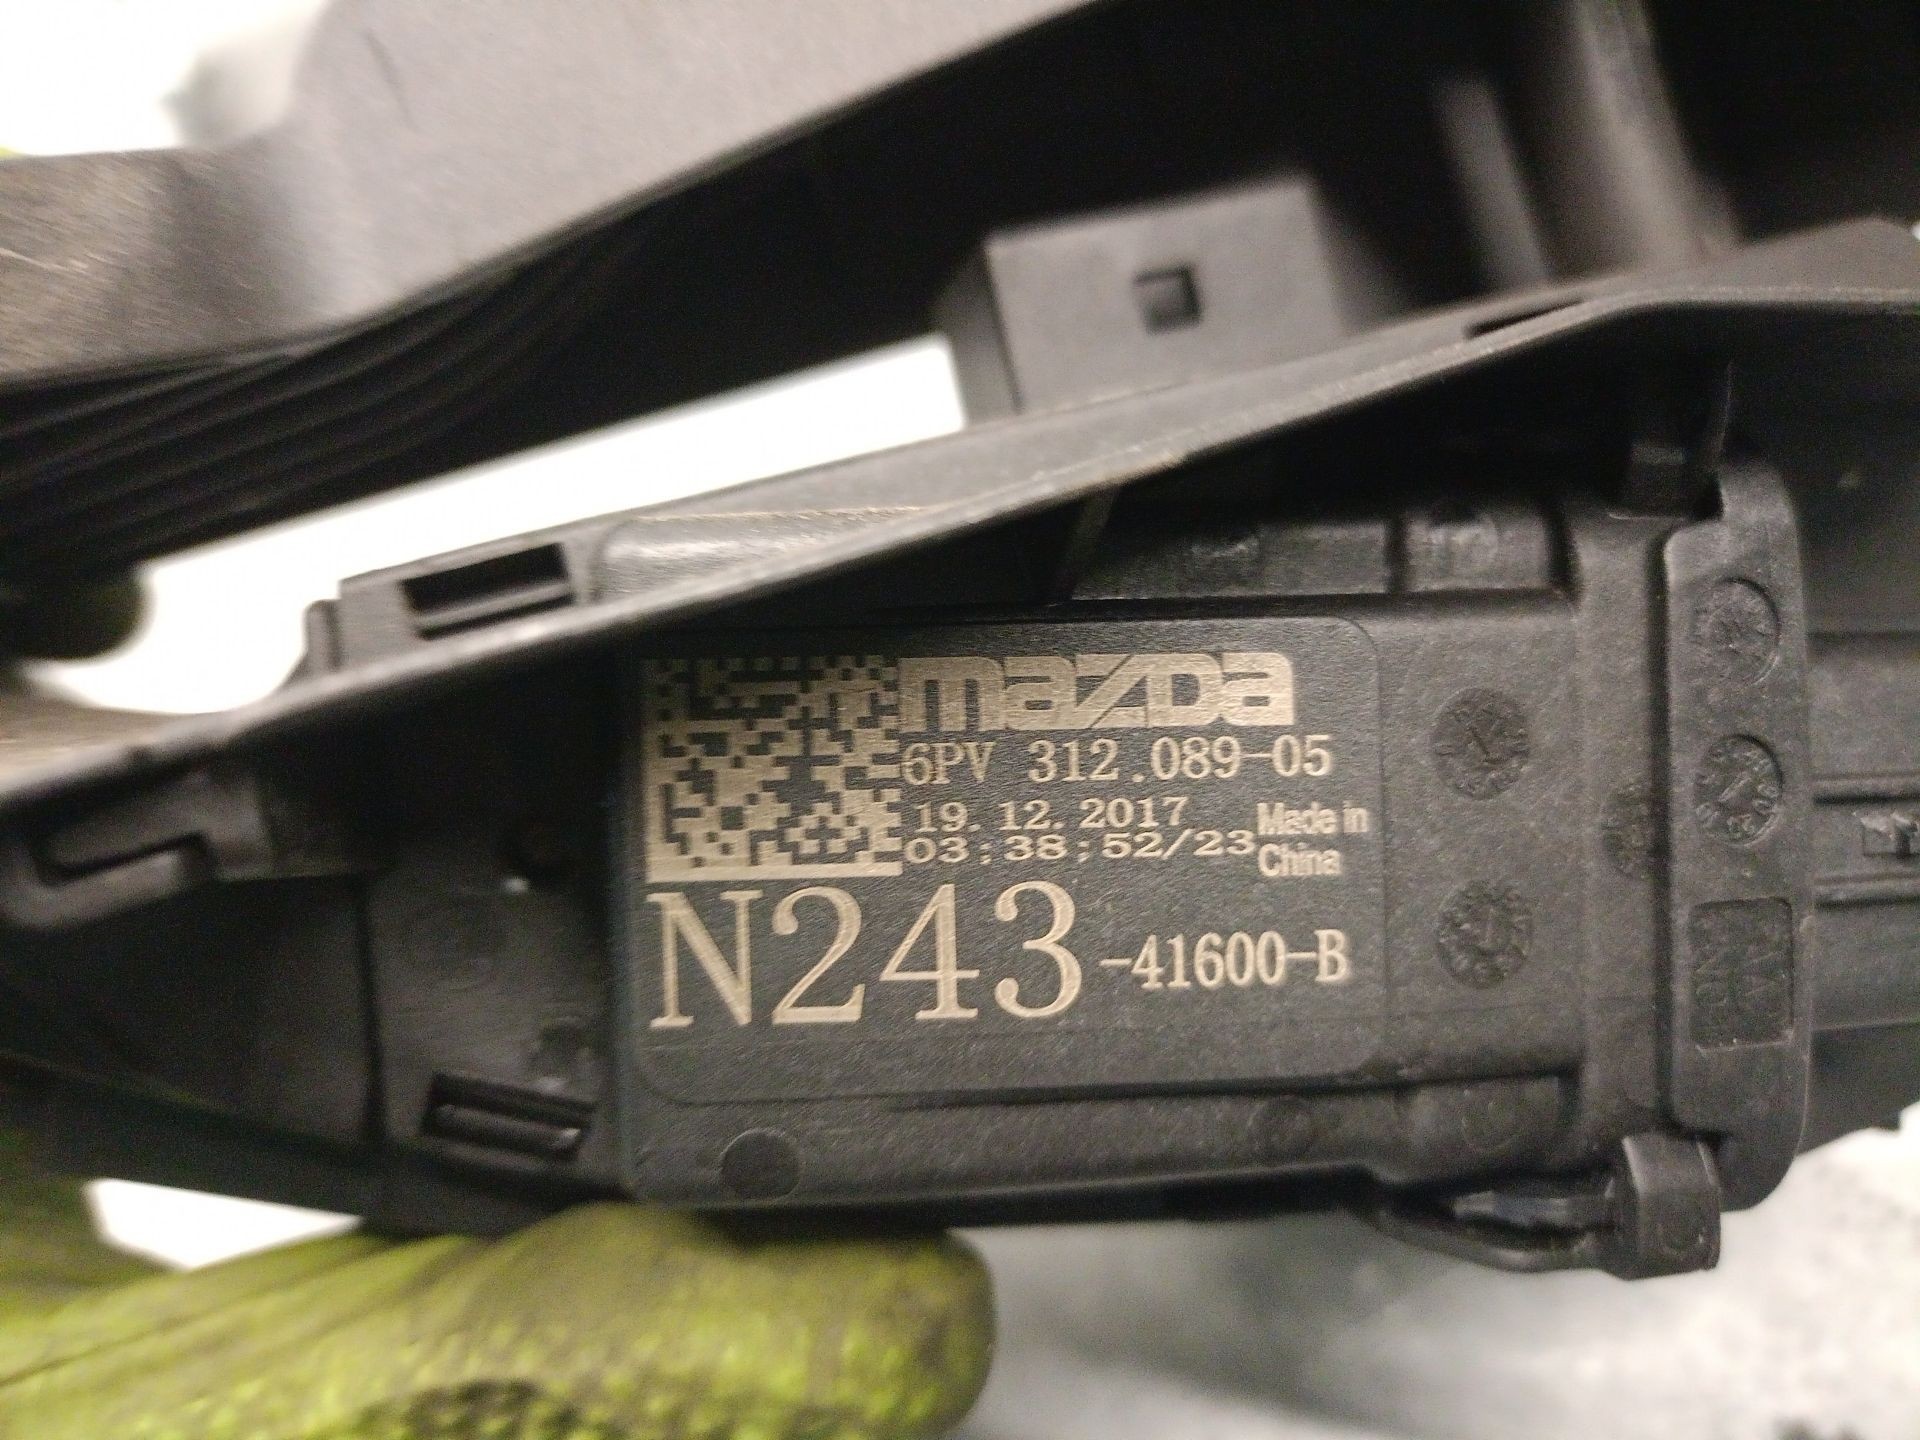 mazda
6PV 312.089-05
19.12.2017
03:38:52/23
Made in
China
N243-41600-B